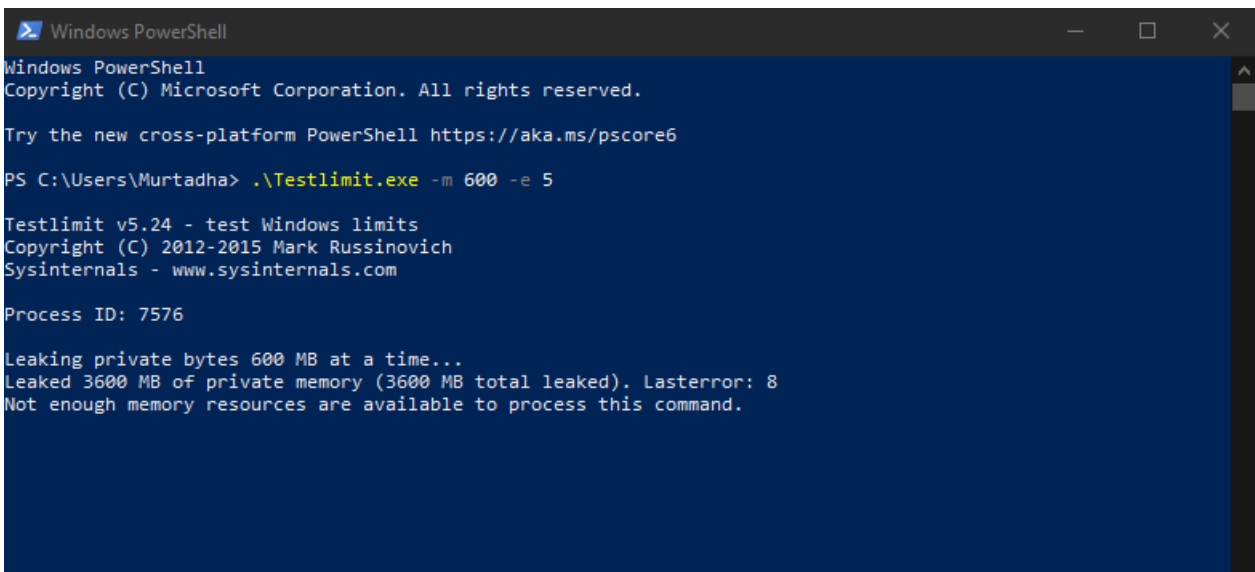 Windows PowerShell
Windows PowerShell
Copyright (C) Microsoft Corporation. All rights reserved.
Try the new cross-platform PowerShell https://aka.ms/pscore6
PS C:\Users\Murtadha> .\Testlimit.exe -m 600 -e 5
Testlimit v5.24 - test Windows limits
Copyright (C) 2012-2015 Mark Russinovich
Sysinternals - www.sysinternals.com
Process ID: 7576
Leaking private bytes 600 MB at a time...
Leaked 3600 MB of private memory (3600 MB total leaked). Lasterror: 8
Not enough memory resources are available to process this command.